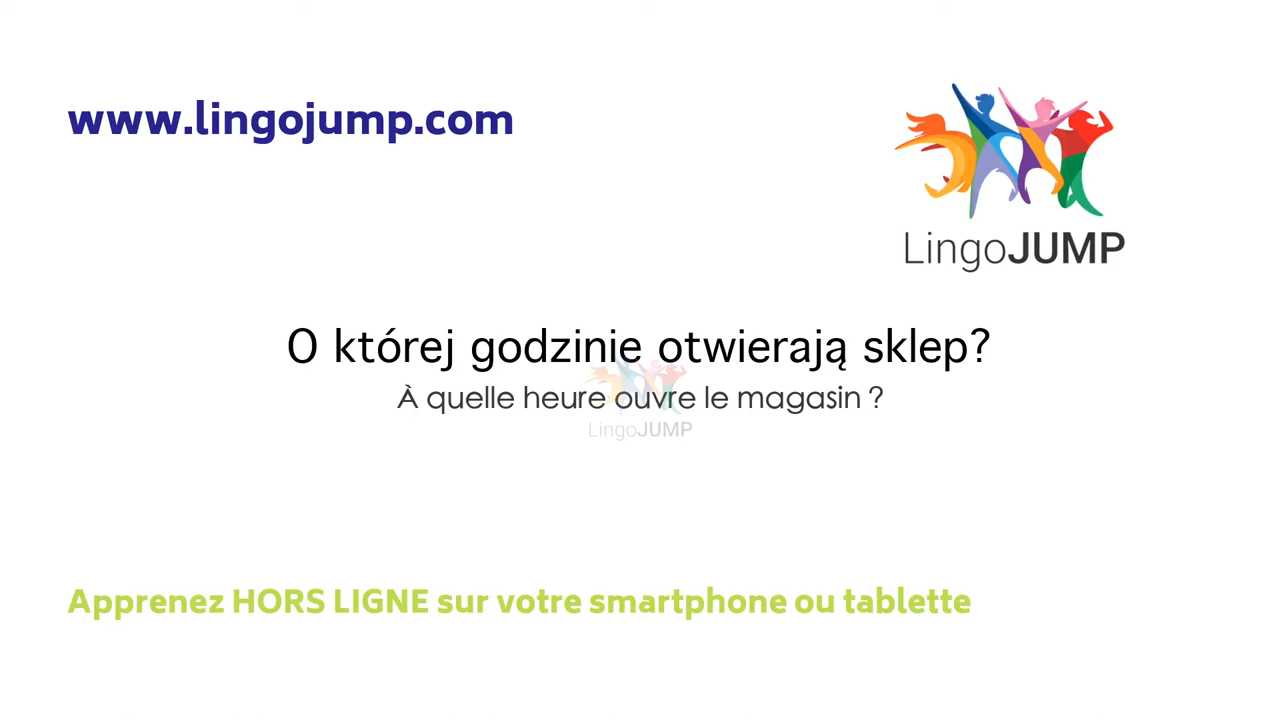 www.lingojump.com
LingoJUMP
O której godzinie otwierają sklep?
À quelle heure ouvre le magasin ?
LingoJUMP
Apprenez HORS LIGNE sur votre smartphone ou tablette